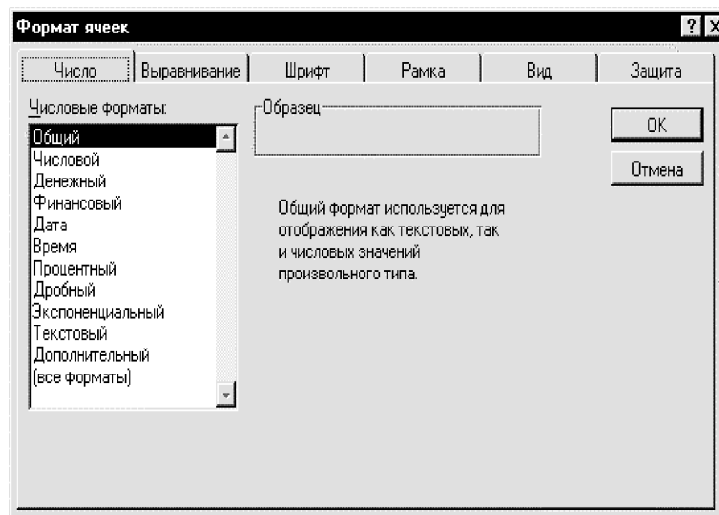 Формат ячеек
? X
Число Выравнивание Шрифт Рамка Вид Защита
Числовые форматы:
Образец
Общий
Числовой
Денежный
Финансовый
Дата
Время
Процентный
Дробный
Экспоненциальный
Текстовый
Дополнительный
(все форматы)
Общий формат используется для
отображения как текстовых, так
и числовых значений
произвольного типа.
ОК
Отмена